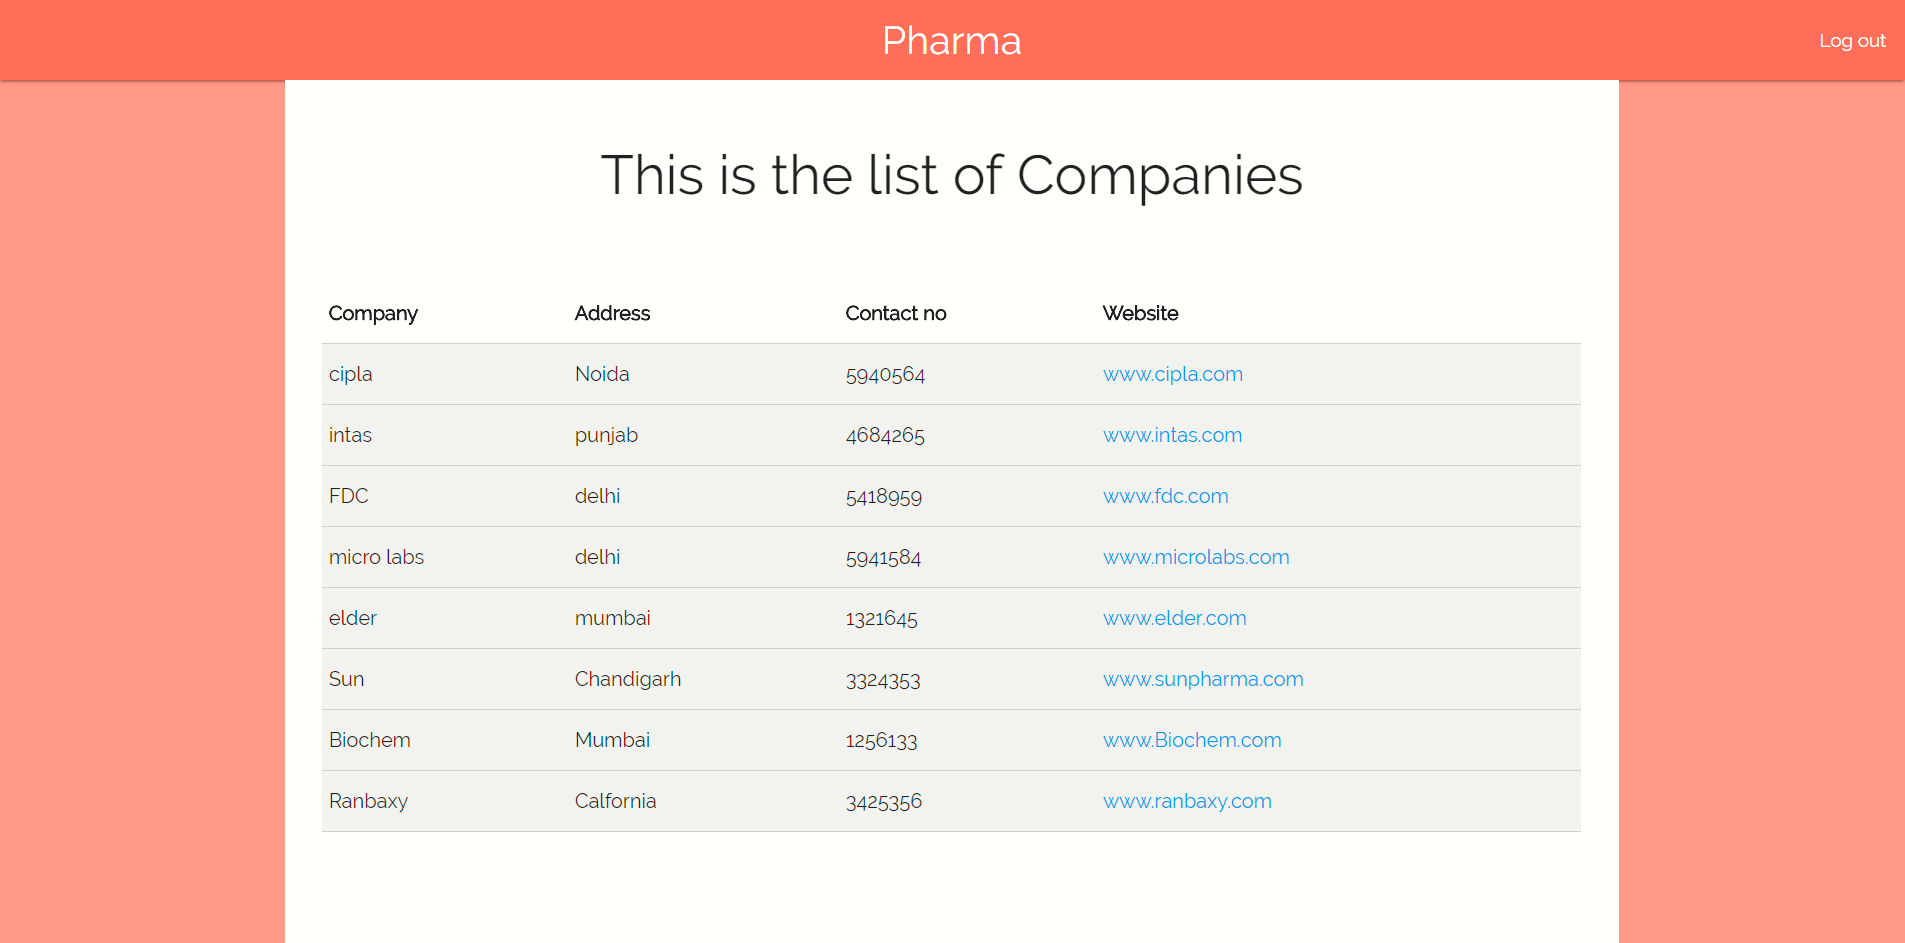 Pharma
Log out
This is the list of Companies
Company Address Contact no Website
cipla Noida 5940564 www.cipla.com
intas punjab 4684265 www.intas.com
FDC delhi 5418959 www.fdc.com
micro labs delhi 5941584 www.microlabs.com
elder mumbai 1321645 www.elder.com
Sun Chandigarh 3324353 www.sunpharma.com
Biochem Mumbai 1256133 www.Biochem.com
Ranbaxy Calfornia 3425356 www.ranbaxy.com